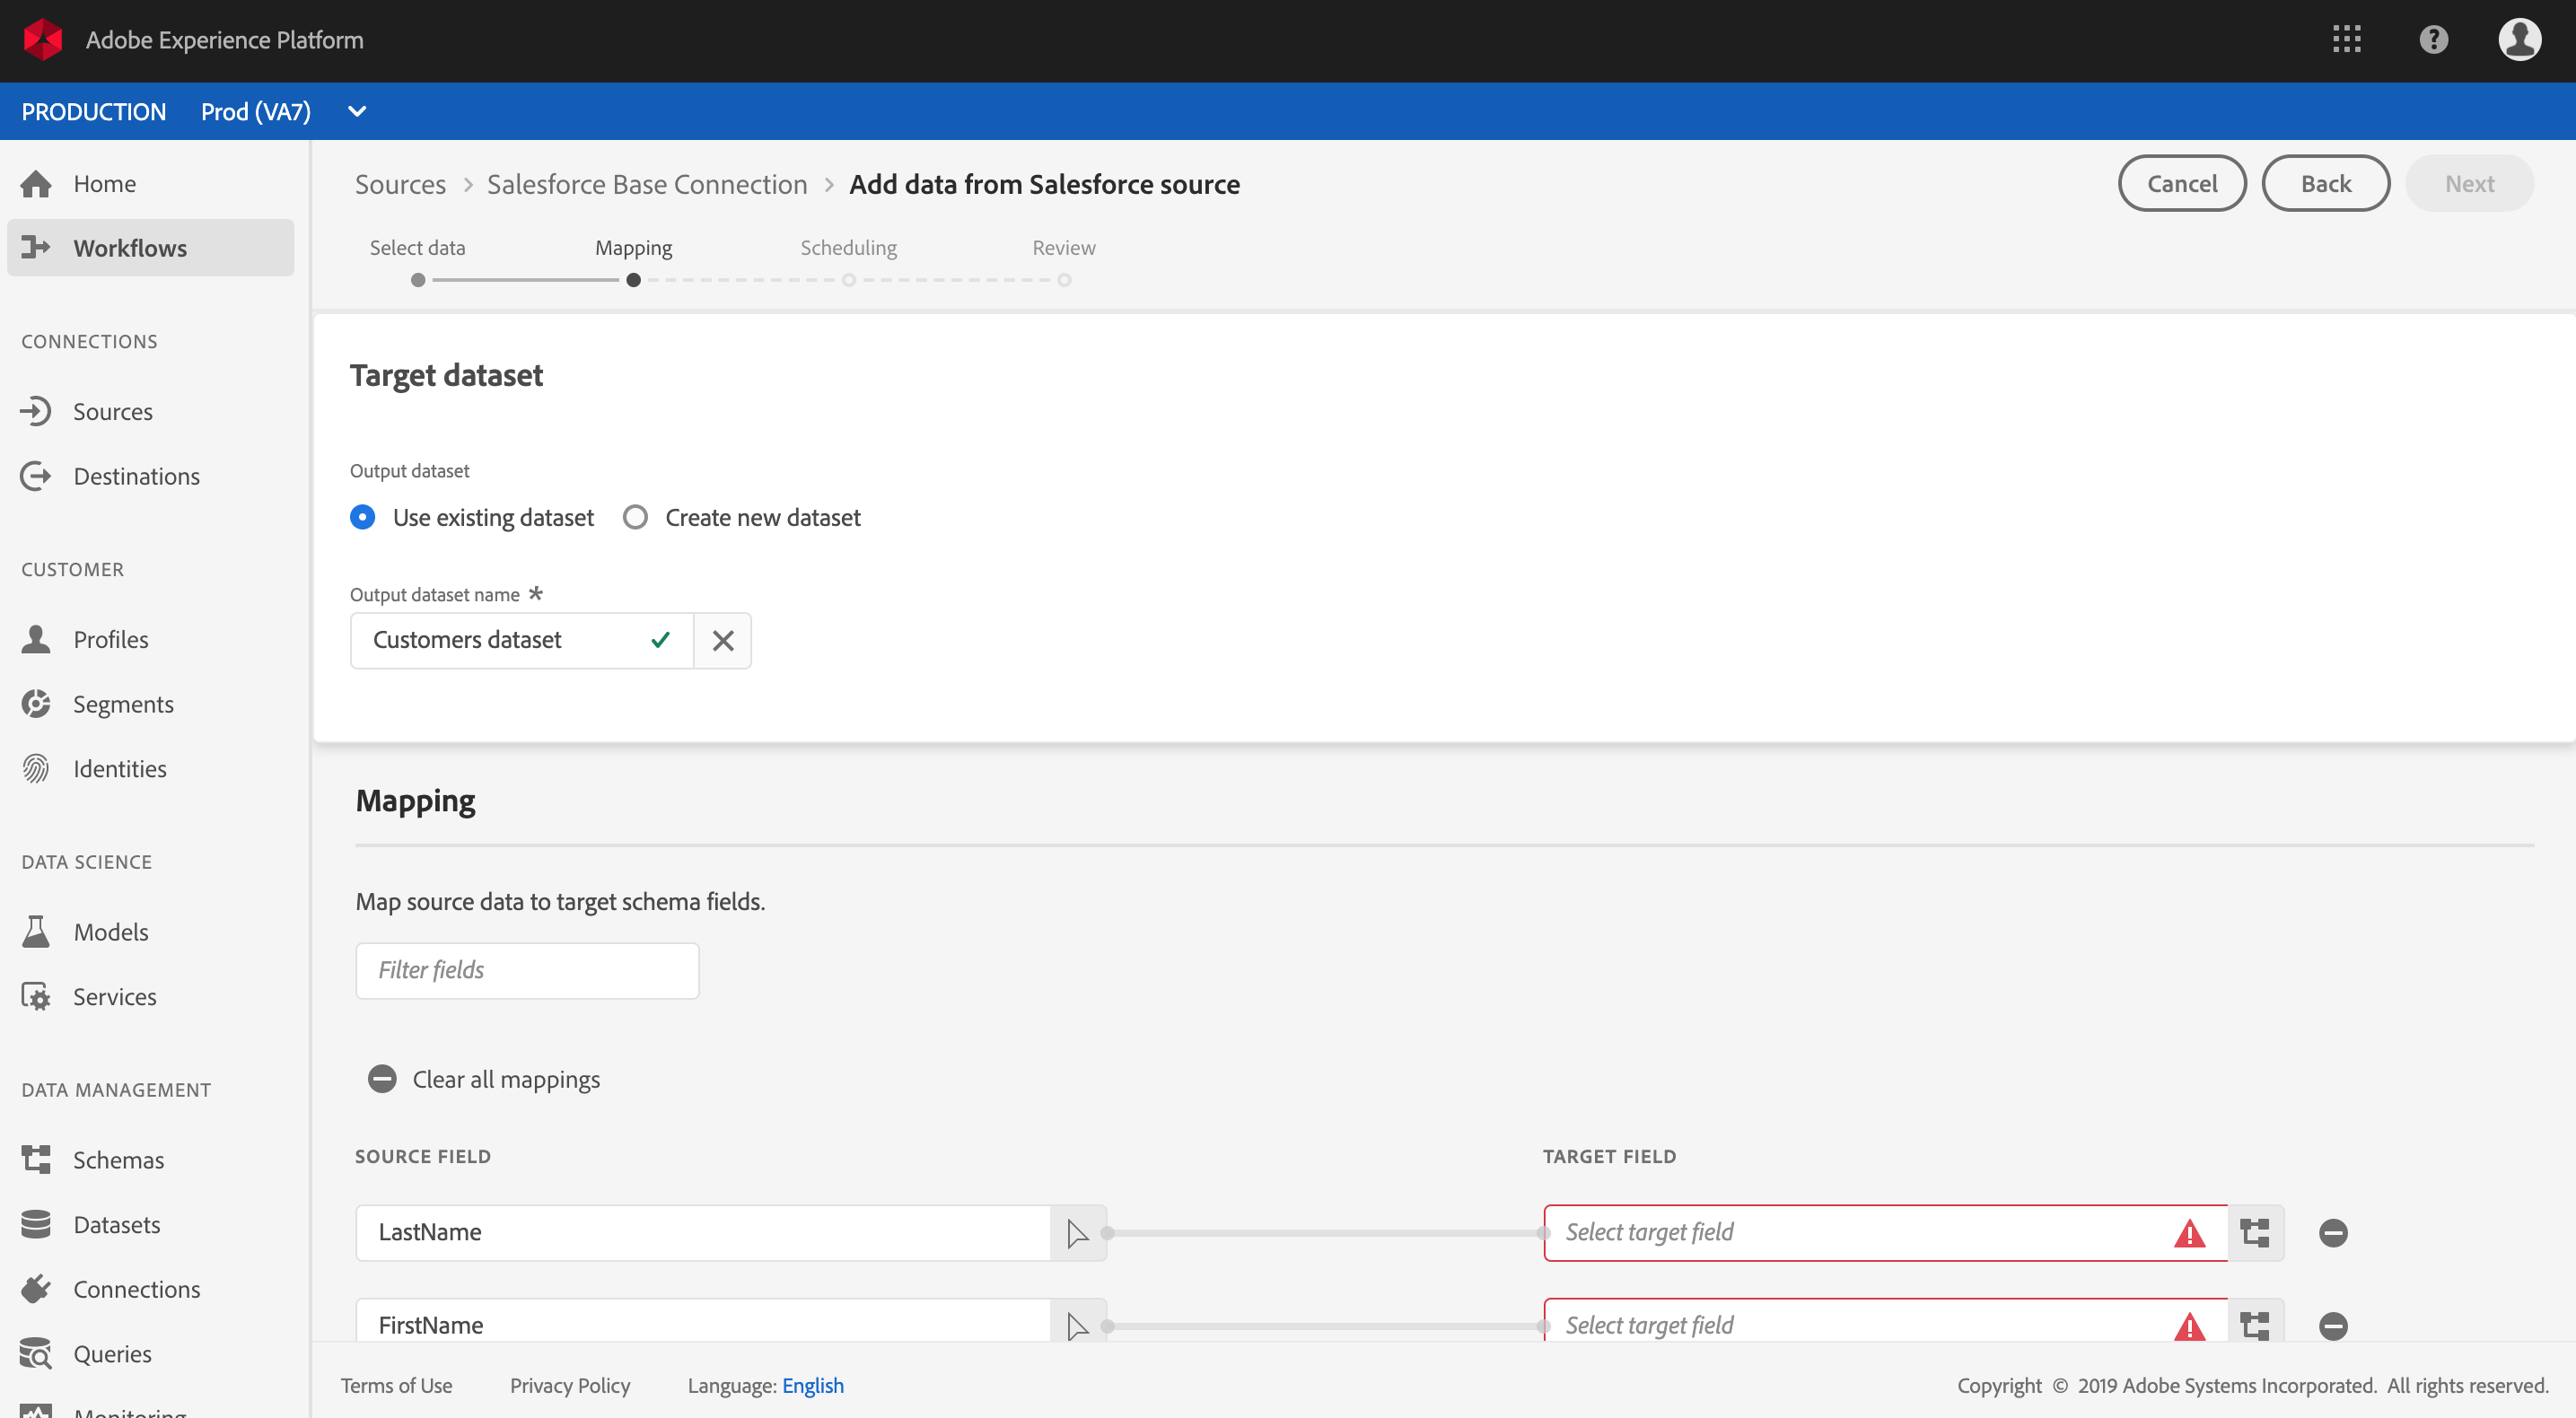 Adobe Experience Platform
?
PRODUCTION Prod (VA7)
Home
Workflows
CONNECTIONS
Sources
Destinations
CUSTOMER
Profiles
Segments
Identities
DATA SCIENCE
Models
Services
DATA MANAGEMENT
Schemas
Datasets
Connections
Queries
Monitoring
Sources > Salesforce Base Connection > Add data from Salesforce source
Cancel Back Next
Select data Mapping Scheduling Review
Target dataset
Output dataset
Use existing dataset Create new dataset
Output dataset name *
Customers dataset
Mapping
Map source data to target schema fields.
Filter fields
Clear all mappings
SOURCE FIELD TARGET FIELD
LastName Select target field
FirstName Select target field
Terms of Use Privacy Policy Language: English Copyright © 2019 Adobe Systems Incorporated. All rights reserved.